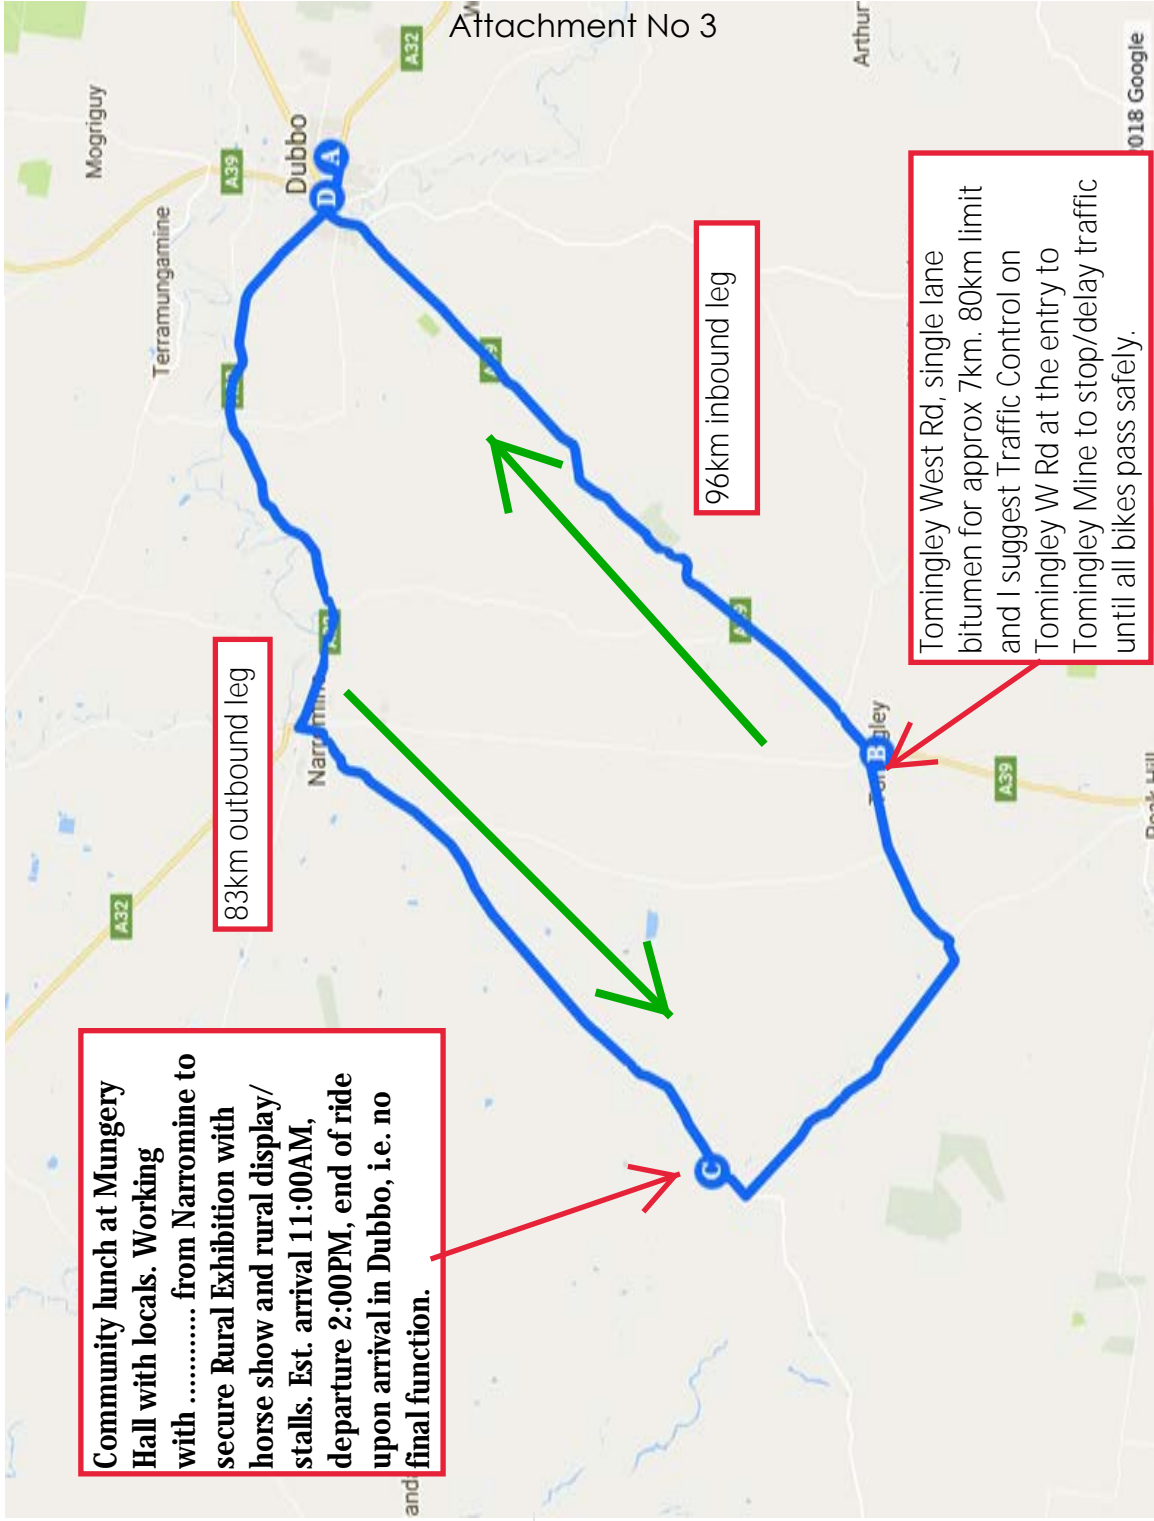 Attachment No 3
Mogriguy
Terramungamine
Dubbo
A39
A32
Arthur
2018 Google
D
A
83km outbound leg
96km inbound leg
A32
A39
B
C
Tomingley West Rd, single lane
bitumen for approx 7km. 80km limit
and I suggest Traffic Control on
Tomingley W Rd at the entry to
Tomingley Mine to stop/delay traffic
until all bikes pass safely.
Community lunch at Mungery
Hall with locals. Working
with ............ from Narromine to
secure Rural Exhibition with
horse show and rural display/
stalls. Est. arrival 11:00AM,
departure 2:00PM, end of ride
upon arrival in Dubbo, i.e. no
final function.